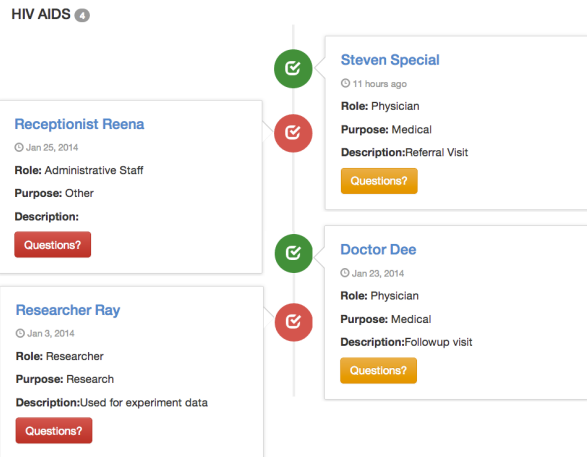 HIV AIDS 4
Steven Special
11 hours ago
Role: Physician
Purpose: Medical
Description:Referral Visit
Questions?
Receptionist Reena
Jan 25, 2014
Role: Administrative Staff
Purpose: Other
Description:
Questions?
Doctor Dee
Jan 23, 2014
Role: Physician
Purpose: Medical
Description:Followup visit
Questions?
Researcher Ray
Jan 3, 2014
Role: Researcher
Purpose: Research
Description:Used for experiment data
Questions?